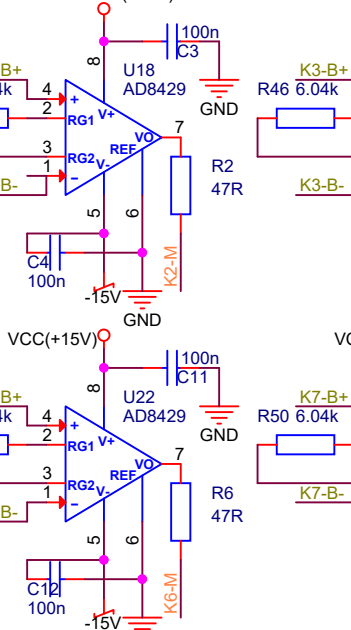 100n
C3
8
U18
AD8429
GND
B+
4
+
V+
4k
2
RG1
VO
7
3
RG2
REF
B-
1
-
V-
R2
47R
5
6
C4
100n
K2-M
-15V
GND
K3-B+
R46 6.04k
K3-B-
VCC(+15V)
VC
100n
C11
8
U22
AD8429
GND
B+
4
+
V+
4k
2
RG1
VO
7
3
RG2
REF
B-
1
-
V-
R6
47R
5
6
C12
100n
K6-M
-15V
K7-B+
R50 6.04k
K7-B-